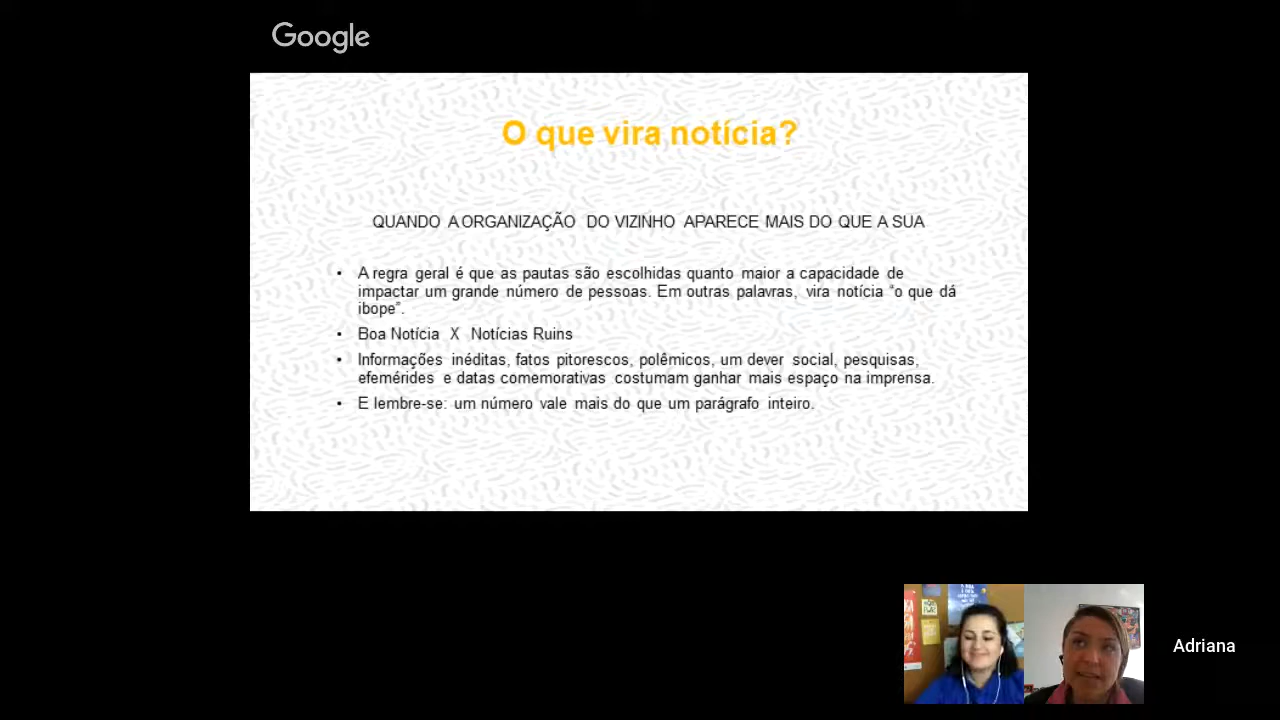 Google
O que vira notícia?
QUANDO A ORGANIZAÇÃO DO VIZINHO APARECE MAIS DO QUE A SUA
• A regra geral é que as pautas são escolhidas quanto maior a capacidade de
impactar um grande número de pessoas. Em outras palavras, vira notícia “o que dá
ibope”.
• Boa Notícia X Notícias Ruins
• Informações inéditas, fatos pitorescos, polêmicos, um dever social, pesquisas,
efemérides e datas comemorativas costumam ganhar mais espaço na imprensa.
• E lembre-se: um número vale mais do que um parágrafo inteiro.
Adriana